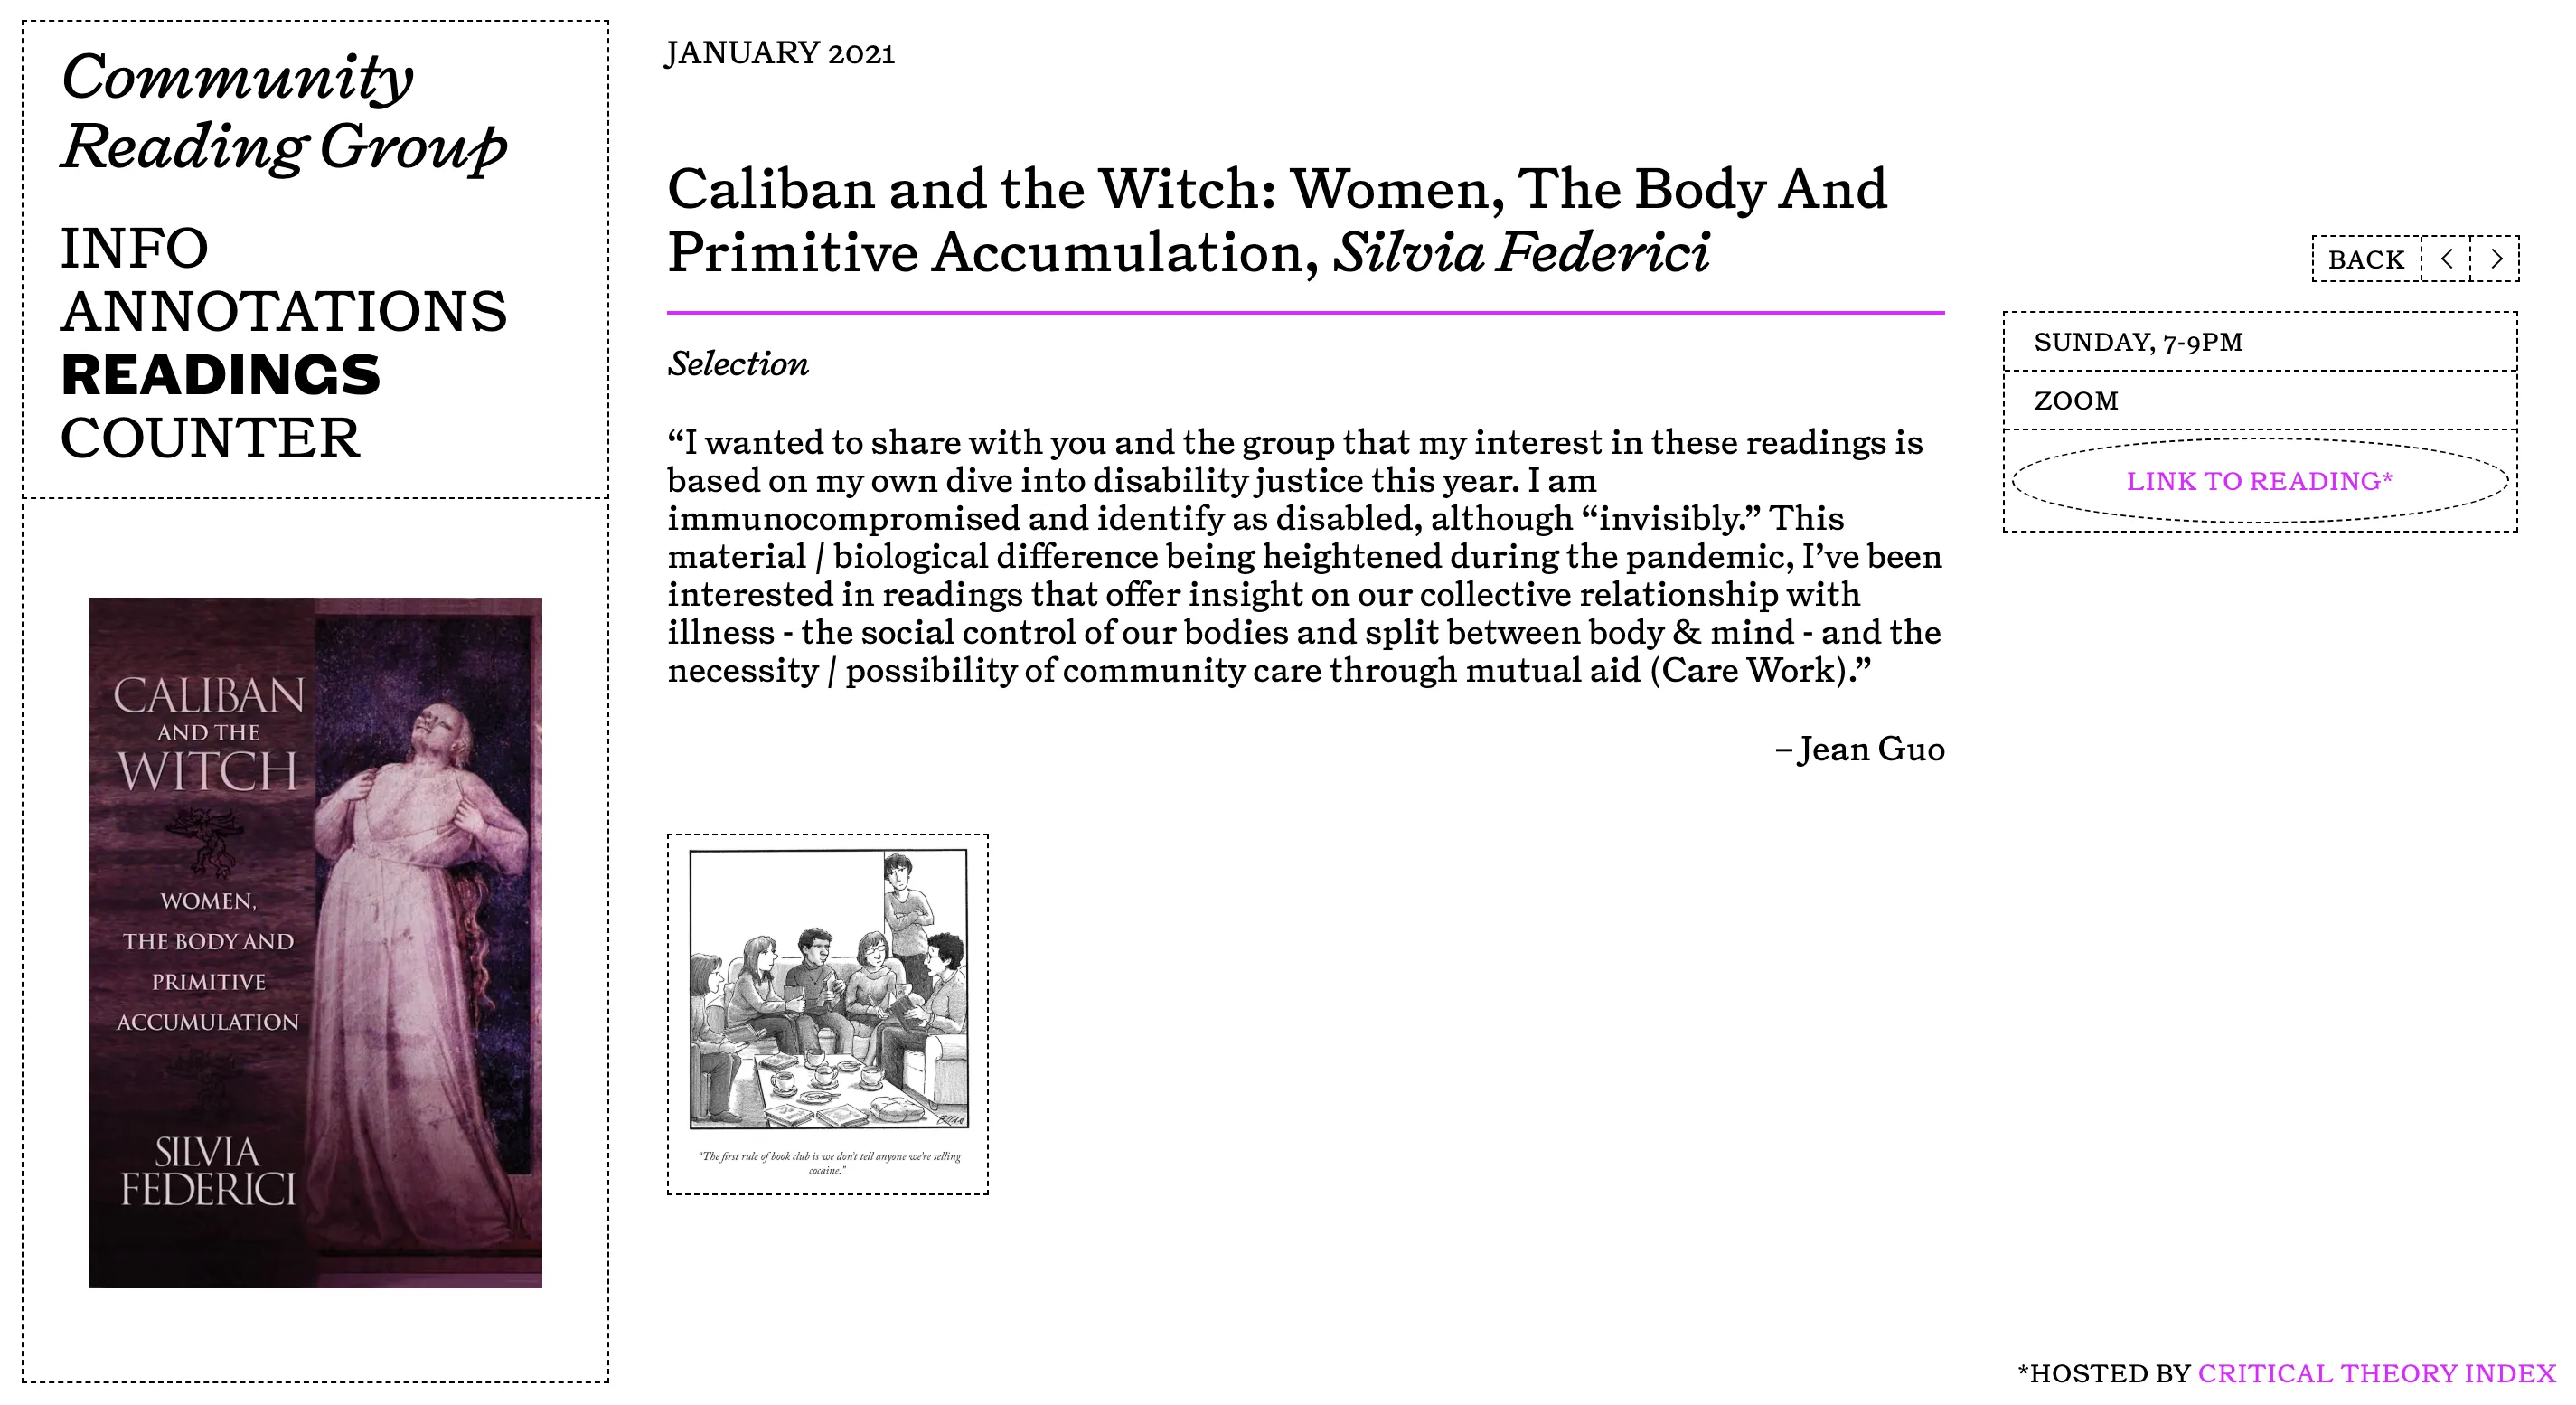 Community
Reading Group
INFO
ANNOTATIONS
READINGS
COUNTER
CALIBAN
AND THE
WITCH
WOMEN,
THE BODY AND
PRIMITIVE
ACCUMULATION
SILVIA
FEDERICI
JANUARY 2021
Caliban and the Witch: Women, The Body And
Primitive Accumulation, Silvia Federici
Selection
“I wanted to share with you and the group that my interest in these readings is
based on my own dive into disability justice this year. I am
immunocompromised and identify as disabled, although “invisibly.” This
material / biological difference being heightened during the pandemic, I’ve been
interested in readings that offer insight on our collective relationship with
illness - the social control of our bodies and split between body & mind - and the
necessity / possibility of community care through mutual aid (Care Work).”
– Jean Guo
“The first rule of book club is we don’t tell anyone we’re selling
cocaine.”
BACK < >
SUNDAY, 7-9PM
ZOOM
LINK TO READING*
*HOSTED BY CRITICAL THEORY INDEX